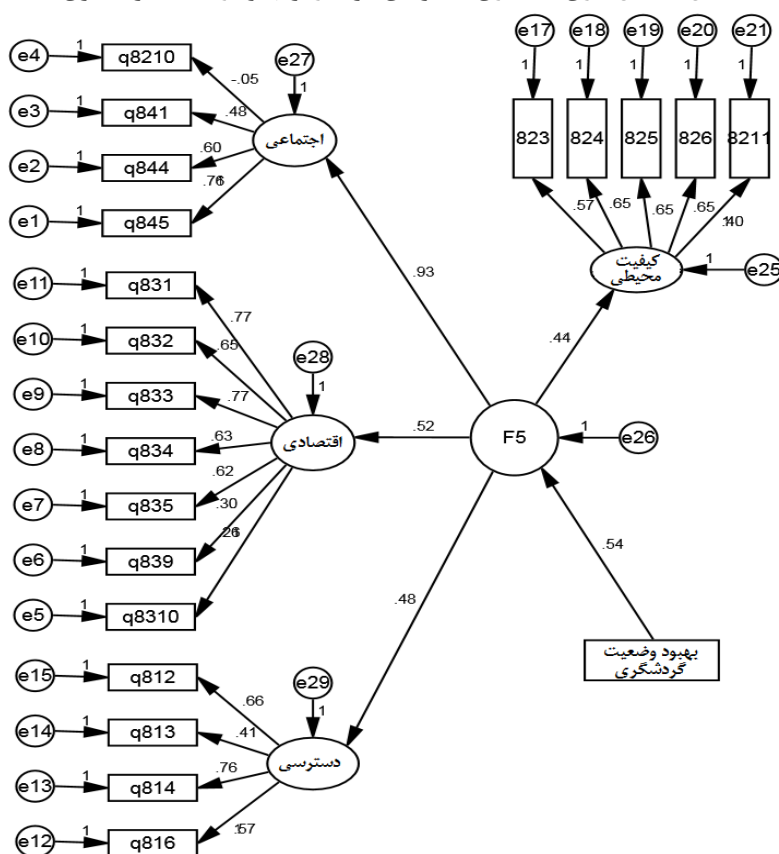 e4
1
q8210
-.05
e3
1
q841
.48
e2
1
q844
.60
e1
1
q845
e27
1
اجتماعی
e17
e18
e19
e20
e21
1
1
1
1
1
823
824
825
826
8211
.57
.65
.65
.65
کیفیت
محیطی
1
e25
.93
.44
e11
1
q831
.77
e10
1
q832
.65
e9
1
q833
.77
e8
1
q834
.63
e7
1
q835
.62
e6
1
q839
.30
e5
1
q8310
e28
1
اقتصادی
.52
F5
1
e26
.54
بهبود وضعیت
گردشگری
.48
e15
1
q812
.66
e14
1
q813
.41
e13
1
q814
.76
e12
1
q816
e29
1
دسترسی